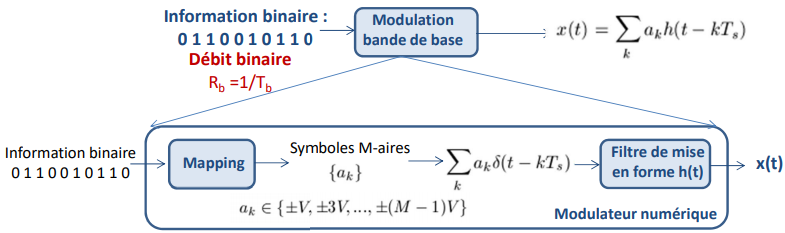 Information binaire :
0 1 1 0 0 1 0 1 1 0
Débit binaire
R_b =1/T_b
Modulation
bande de base
x(t) = ∑_k a_k h(t − kT_s)
Information binaire
0 1 1 0 0 1 0 1 1 0
Mapping
Symboles M-aires
{a_k}
∑_k a_k δ(t − kT_s)
Filtre de mise
en forme h(t)
x(t)
a_k ∈ {±V, ±3V, ..., ±(M − 1)V}
Modulateur numérique